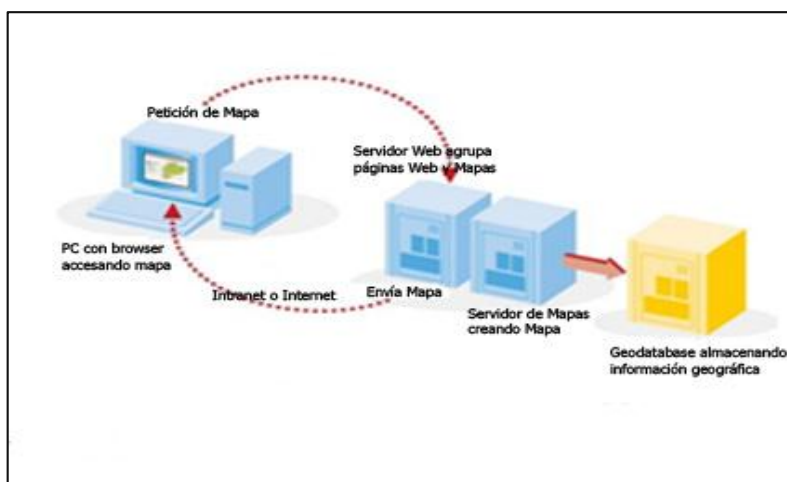 Petición de Mapa
Servidor Web agrupa
páginas Web y Mapas
PC con browser
accesando mapa
Intranet o Internet
Envía Mapa
Servidor de Mapas
creando Mapa
Geodatabase almacenando
información geográfica